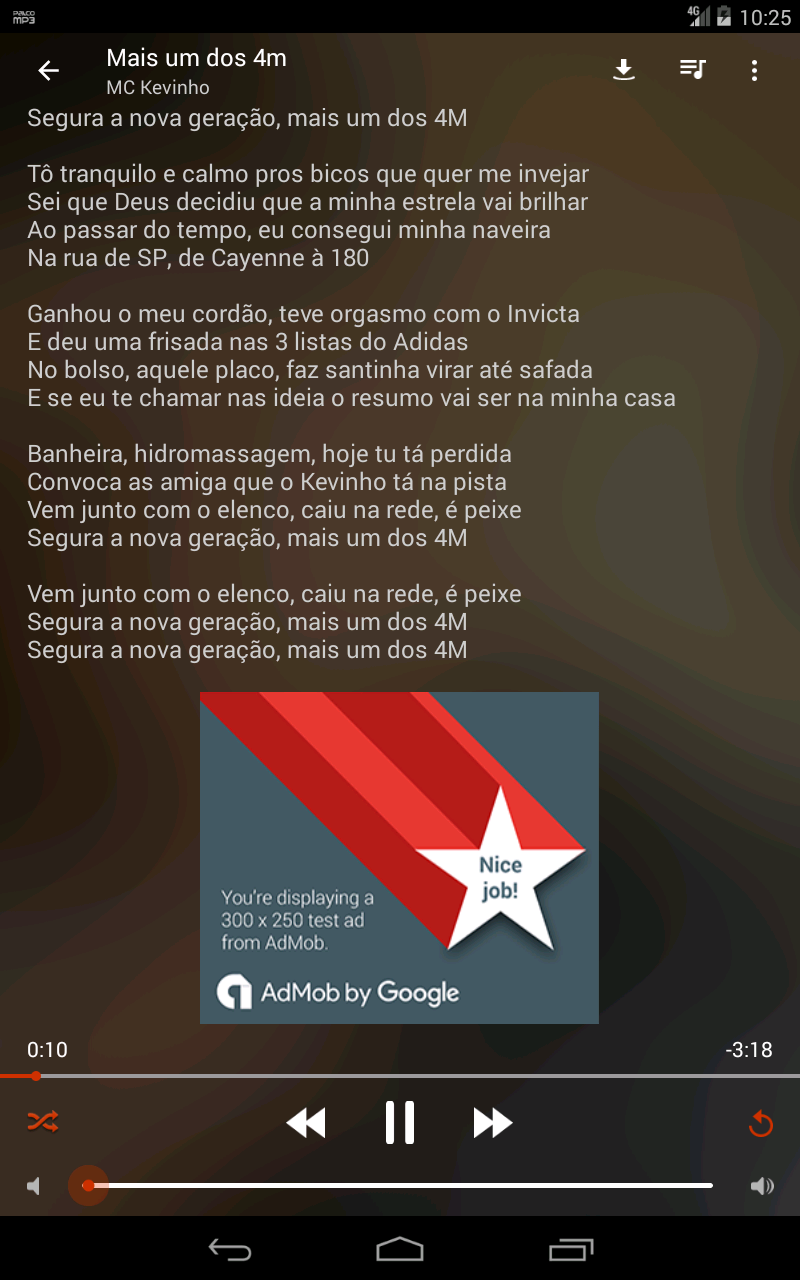 PALCO MP3
4G
10:25
Mais um dos 4m
MC Kevinho
Segura a nova geração, mais um dos 4M
Tô tranquilo e calmo pros bicos que quer me invejar
Sei que Deus decidiu que a minha estrela vai brilhar
Ao passar do tempo, eu consegui minha naveira
Na rua de SP, de Cayenne à 180
Ganhou o meu cordão, teve orgasmo com o Invicta
E deu uma frisada nas 3 listas do Adidas
No bolso, aquele placo, faz santinha virar até safada
E se eu te chamar nas ideia o resumo vai ser na minha casa
Banheira, hidromassagem, hoje tu tá perdida
Convoca as amiga que o Kevinho tá na pista
Vem junto com o elenco, caiu na rede, é peixe
Segura a nova geração, mais um dos 4M
Vem junto com o elenco, caiu na rede, é peixe
Segura a nova geração, mais um dos 4M
Segura a nova geração, mais um dos 4M
Nice
job!
You're displaying a
300 x 250 test ad
from AdMob.
AdMob by Google
0:10
-3:18